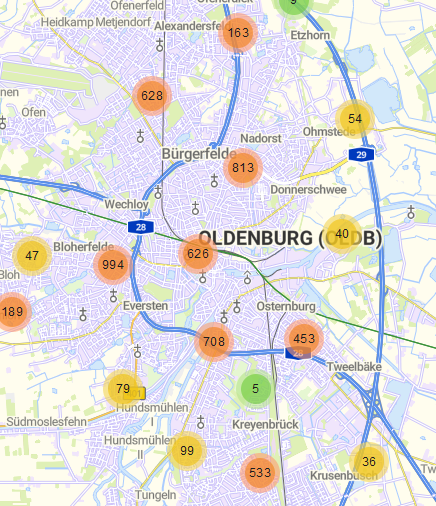 Ofenerfeld
9
Heidkamp Metjendorf
Alexandersfe
163
Etzhorn
628
Ofen
54
Ohmstede
Nadorst
Bürgerfelde
29
813
Donnerschwee
Wechloy
28
OLDENBURG (OLDB)
40
Bloherfelde
626
47
994
Bloh
189
Eversten
Osternburg
708
453
28
Tweelbäke
79
5
Hundsmühlen
I
Südmoslesfehn
Kreyenbrück
Hundsmühlen
II
99
36
533
Krusenbusch
Tungeln